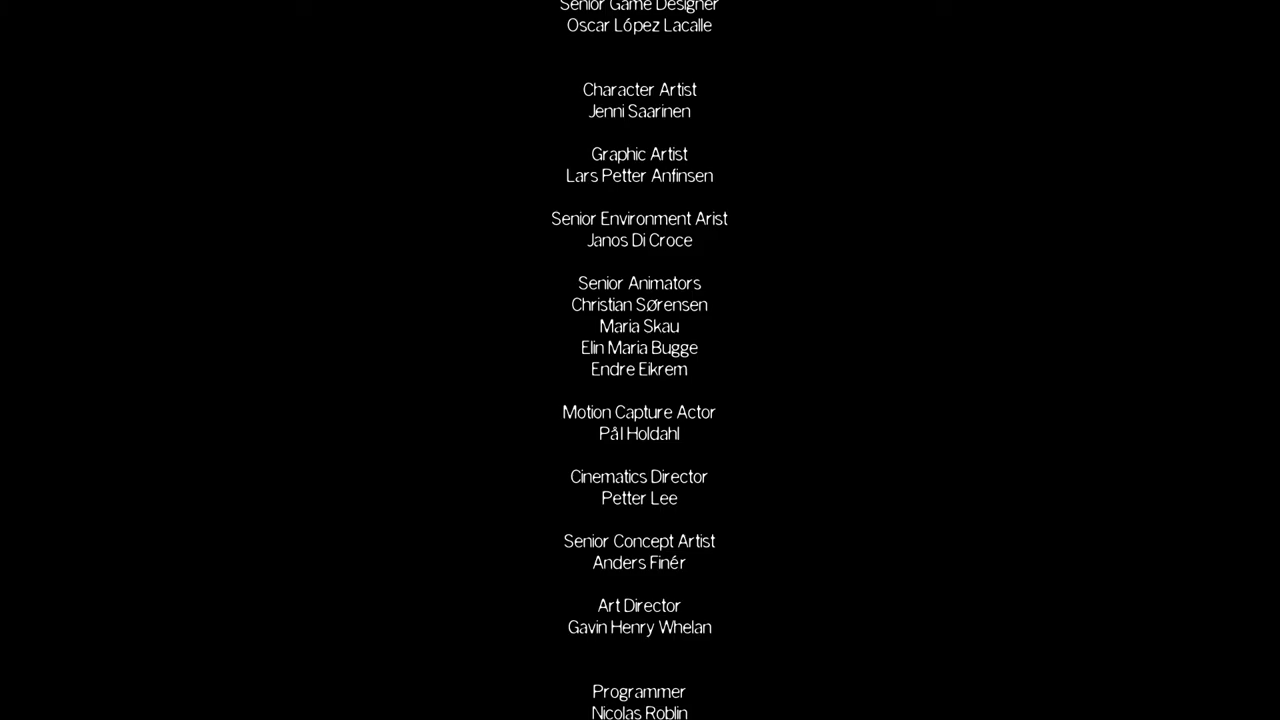 Senior Game Designer
Oscar López Lacalle
Character Artist
Jenni Saarinen
Graphic Artist
Lars Petter Anfinsen
Senior Environment Arist
Janos Di Croce
Senior Animators
Christian Sørensen
Maria Skau
Elin Maria Bugge
Endre Eikrem
Motion Capture Actor
Pål Holdahl
Cinematics Director
Petter Lee
Senior Concept Artist
Anders Finér
Art Director
Gavin Henry Whelan
Programmer
Nicolas Roblin